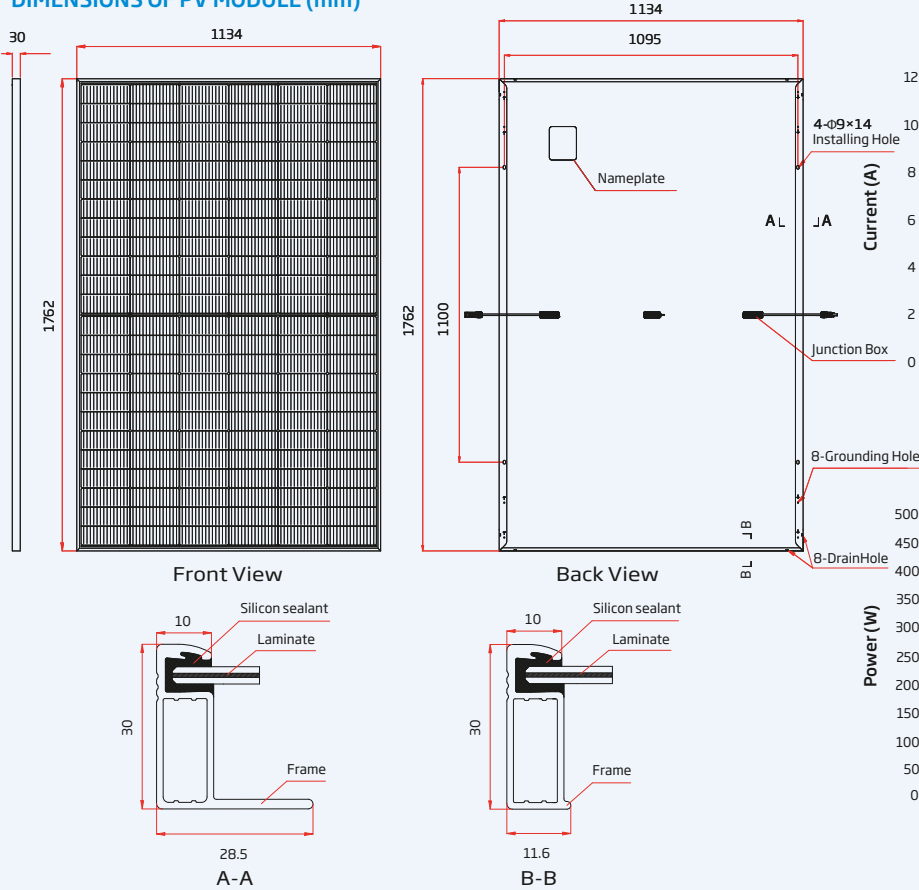 DIMENSIONS OF PV MODULE (mm)
30
1134
1762
Front View
1134
1095
4-Φ9×14
Installing Hole
Nameplate
A
A
1762
1100
Junction Box
8-Grounding Hole
B
B
8-DrainHole
Back View
10
Silicon sealant
Laminate
30
Frame
28.5
A-A
10
Silicon sealant
Laminate
30
Frame
11.6
B-B
Current (A)
12
10
8
6
4
2
0
Power (W)
500
450
400
350
300
250
200
150
100
50
0